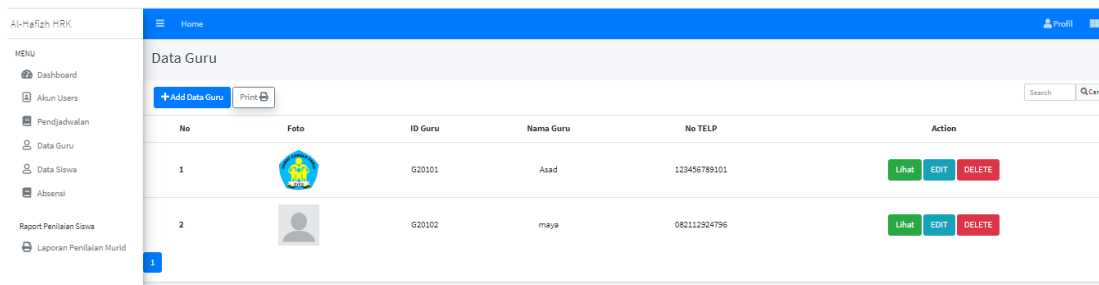 Al-Hafizh HRK
Home
Profil
MENU
Dashboard
Akun Users
Pendjadwalan
Data Guru
Data Siswa
Absensi
Raport Penilaian Siswa
Laporan Penilaian Murid
Data Guru
Add Data Guru Print
Search
No Foto ID Guru Nama Guru No TELP Action
1 G20101 Asad 123456789101 Lihat EDIT DELETE
2 G20102 maya 082112924796 Lihat EDIT DELETE
1